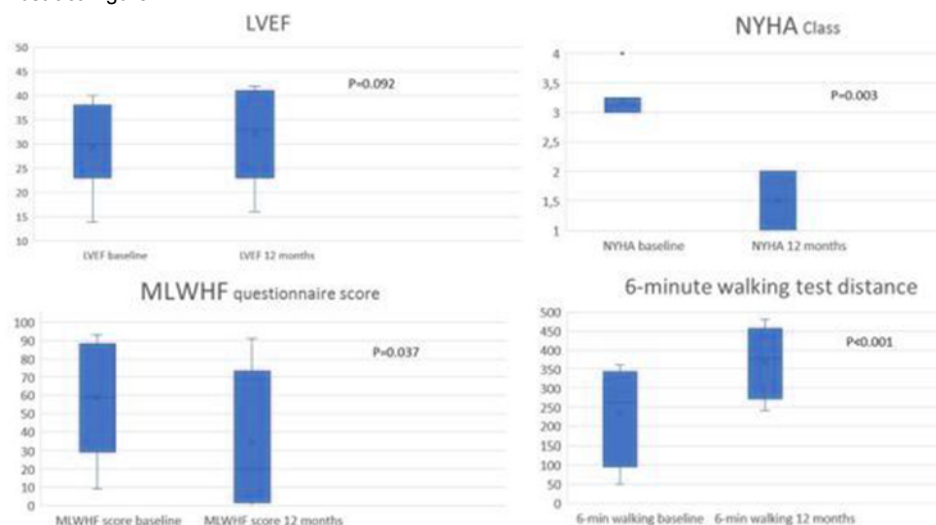 LVEF
50
45
40
35
30
25
20
15
10
P=0.092
LVEF baseline
LVEF 12 months
NYHA Class
4
3,5
3
2,5
2
1,5
1
P=0.003
NYHA baseline
NYHA 12 months
MLWHF questionnaire score
100
90
80
70
60
50
40
30
20
10
0
P=0.037
MLWHF score baseline
MLWHF score 12 months
6-minute walking test distance
500
450
400
350
300
250
200
150
100
50
0
P<0.001
6-min walking baseline
6-min walking 12 months